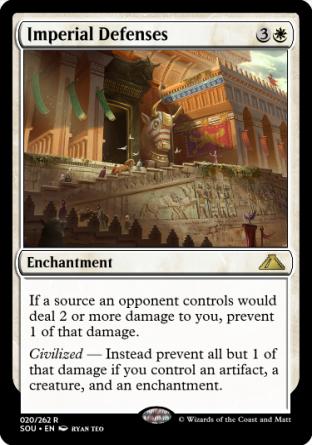 Imperial Defenses 3
Enchantment
If a source an opponent controls would
deal 2 or more damage to you, prevent
1 of that damage.
Civilized — Instead prevent all but 1 of
that damage if you control an artifact, a
creature, and an enchantment.
020/262 R
SOU • EN RYAN TEO
© Wizards of the Coast and Matt